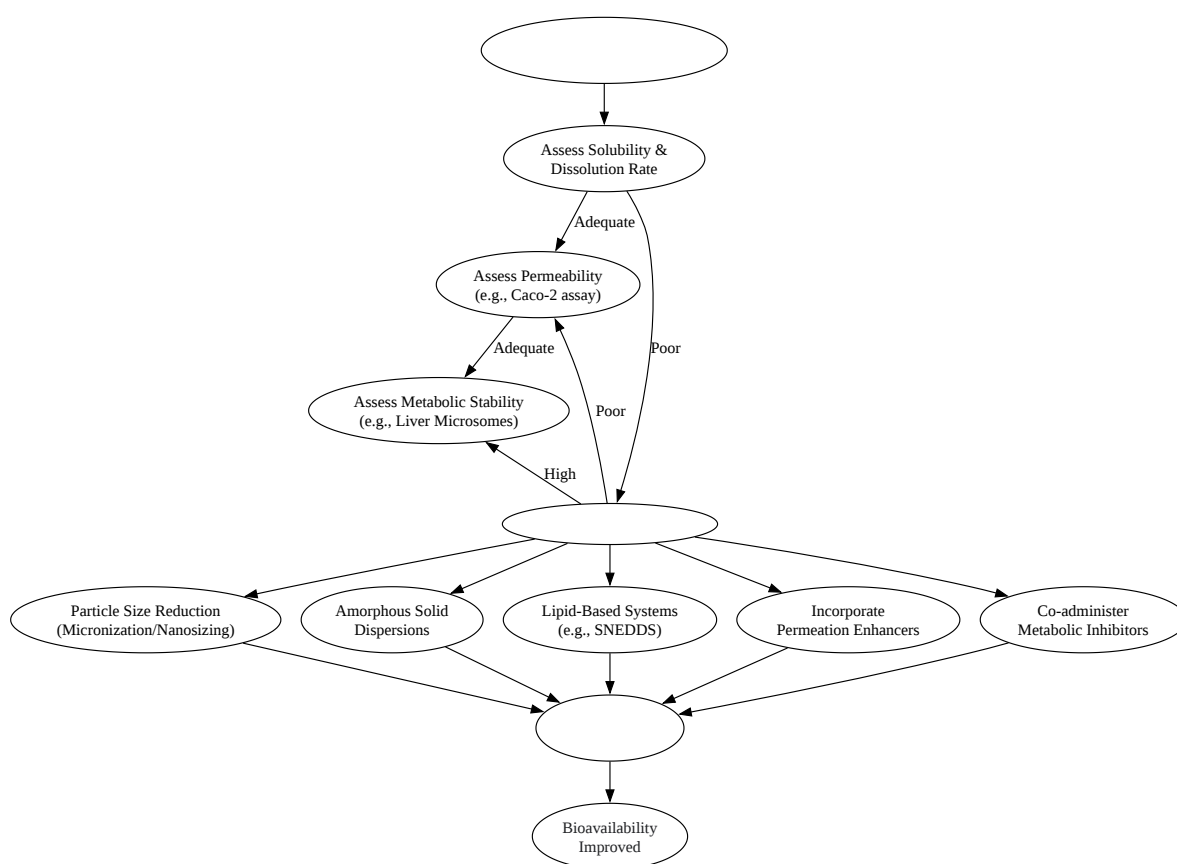 Assess Solubility &
Dissolution Rate
Adequate
Assess Permeability
(e.g., Caco-2 assay)
Adequate
Poor
Assess Metabolic Stability
(e.g., Liver Microsomes)
Poor
High
Particle Size Reduction
(Micronization/Nanosizing)
Amorphous Solid
Dispersions
Lipid-Based Systems
(e.g., SNEDDS)
Incorporate
Permeation Enhancers
Co-administer
Metabolic Inhibitors
Bioavailability
Improved